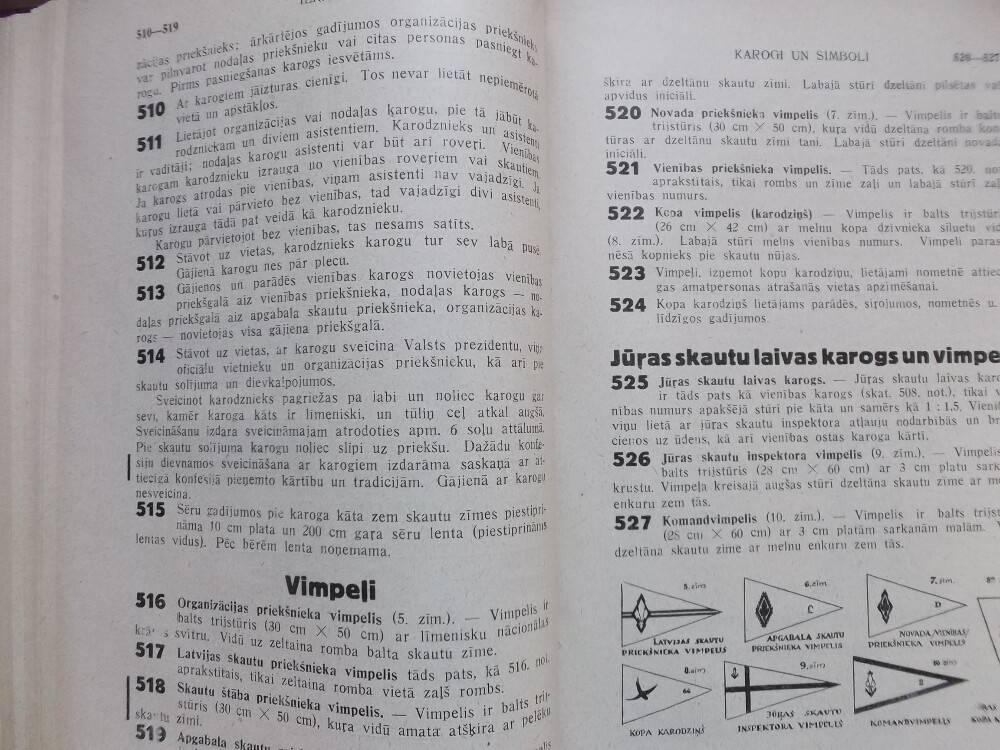 510—519
zācijas priekšnieks; ārkārtējos gadījumos organizācijas priekšnieks
var pilnvarot nodaļas priekšnieku vai citas personas pasniegt ka-
rogu. Pirms pasniegšanas karogs iesvētāms.
510 Ar karogiem jāizturas cienīgi. Tos nevar lietāt nepiemērotā
vietā un apstākļos.
511 Lietājot organizācijas vai nodaļas karogu, pie tā jābūt ka-
rodzniekam un diviem asistentiem. Karodznieks un asistenti
ir vadītāji; nodaļas karogu asistenti var būt arī roveŗi. Vienības
karogam karodznieku izrauga no vienības roveŗiem vai skautiem.
Ja karogs atrodas pie vienības, viņam asistenti nav vajadzīgi. Ja
karogu lietā vai pārvieto bez vienības, tad vajadzīgi divi asistenti,
kuŗus izrauga tādā pat veidā kā karodznieku.
Karogu pārvietojot bez vienības, tas nesams satīts.
512 Stāvot uz vietas, karodznieks karogu tur sev labā pusē.
Gājienā karogu nes pār plecu.
513 Gājienos un parādēs vienības karogs novietojas vienības
priekšgalā aiz vienības priekšnieka, nodaļas karogs — no-
daļas priekšgalā aiz apgabala skautu priekšnieka, organizācijas ka-
rogs — novietojas visa gājiena priekšgalā.
514 Stāvot uz vietas, ar karogu sveicina Valsts prezidentu, viņa
oficiālu vietnieku un organizācijas priekšnieku, kā arī pie
skautu solījuma un dievkalpojumos.
Sveicinot karodznieks pagriežas pa labi un noliec karogu gar
sevi, kamēr karoga kāts ir līmeniski, un tūliņ ceļ atkal augšā.
Sveicināšanu izdara sveicināmajam atrodoties apm. 6 soļu attālumā.
Pie skautu solījuma karogu noliec slīpi uz priekšu. Dažādu konfe-
siju dievnamos sveicināšana ar karogiem izdarāma saskaņā ar at-
tiecīgā konfesijā pieņemto kārtību un tradicijām. Gājienā ar karogu
nesveicina.
515 Sēru gadījumos pie karoga kāta zem skautu zīmes piestipri-
nāma 10 cm plata un 200 cm gaŗa sēru lenta (piestiprināms
lentas vidus). Pēc bērēm lenta noņemama.
Vimpeļi
516 Organizācijas priekšnieka vimpelis (5. zīm.). — Vimpelis ir
balts trijstūris (30 cm × 50 cm) ar līmenisku nācionālās
svītru. Vidū uz zeltaina romba balta skautu zīme.
517 Latvijas skautu priekšnieka vimpelis tāds pats, kā 516. not.
aprakstītais, tikai zeltaina romba vietā zaļš rombs.
518 Skautu štāba priekšnieka vimpelis. — Vimpelis ir balts trij-
stūris (30 cm × 50 cm), kuŗa vidū amata atšķira ar pelēku
skautu zīmi.
519 Apgabala
KAROGI UN SIMBOLI
šķira ar dzeltānu skautu zīmi. Labajā stūrī dzeltāni pilsētas vai
apvidus iniciāli.
520 Novada priekšnieka vimpelis (7. zīm.). — Vimpelis ir balts
trijstūris (30 cm × 50 cm), kuŗa vidū dzeltāna romba kon-
tūras ar dzeltānu skautu zīmi tanī. Labajā stūrī dzeltāni novada
iniciāli.
521 Vienības priekšnieka vimpelis. — Tāds pats, kā 520. not.
aprakstītais, tikai rombs un zīme zaļi un labajā stūrī
vienības numurs.
522 Kopa vimpelis (karodziņš) — Vimpelis ir balts
(26 cm × 42 cm) ar melnu kopa dzīvnieka siluetu
(8. zīm.). Labajā stūrī melns vienības numurs. Vimpeli
nēsā kopnieks pie skautu nūjas.
523 Vimpeļi, izņemot kopu karodziņu, lietājami nometnē
gas amatpersonas atrašanās vietas apzīmēšanai.
524 Kopa karodziņš lietājams parādēs, sirojumos, nometnēs u.
līdzīgos gadījumos.
Jūŗas skautu laivas karogs un
525 Jūŗas skautu laivas karogs. — Jūŗas skautu laivas
ir tāds pats kā vienības karogs (skat. 508. not.), tikai
nības numurs apakšējā stūrī pie kāta un samērs kā 1 : 1,5.
viņu lietā ar jūŗas skautu inspektora atļauju nodarbībās un
cienos uz ūdens, kā arī vienības ostas karoga kārtī.
526 Jūŗas skautu inspektora vimpelis (9. zīm.). — Vimpelis
balts trijstūris (28 cm × 60 cm) ar 3 cm platu
krustu. Vimpeļa kreisajā augšas stūrī dzeltāna skautu zīme ar
enkuru zem tās.
527 Komandvimpelis (10. zīm.). — Vimpelis ir balts
(28 cm × 60 cm) ar 3 cm platām sarkanām malām.
dzeltāna skautu zīme ar melnu enkuru zem tās.
5. zīm
LATVIJAS SKAUTU
PRIEKŠNIEKA VIMPELIS
6. zīm
C
APGABALA SKAUTU
PRIEKŠNIEKA VIMPELIS
7. zīm.
D
NOVADA/VIENĪBAS/
PRIEKŠNIEKA VIMPELIS
8. zīm
66
KOPA KARODZIŅŠ
9. zīm
JŪŖAS SKAUTU
INSPEKTORA VIMPELIS
10 zīm
KOMANDVIMPELIS